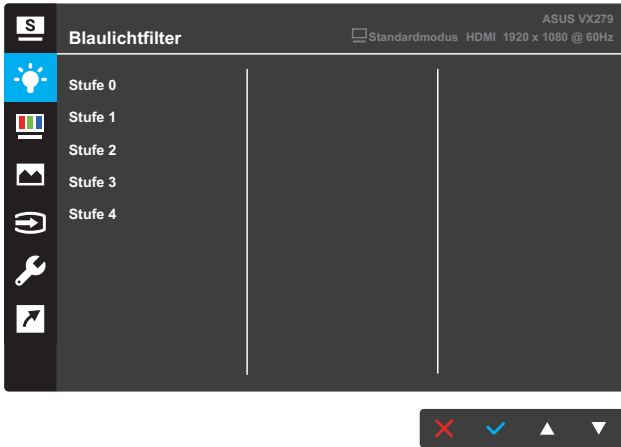 S
ASUS VX279
Blaulichtfilter
Standardmodus HDMI 1920 x 1080 @ 60Hz
Stufe 0
Stufe 1
Stufe 2
Stufe 3
Stufe 4